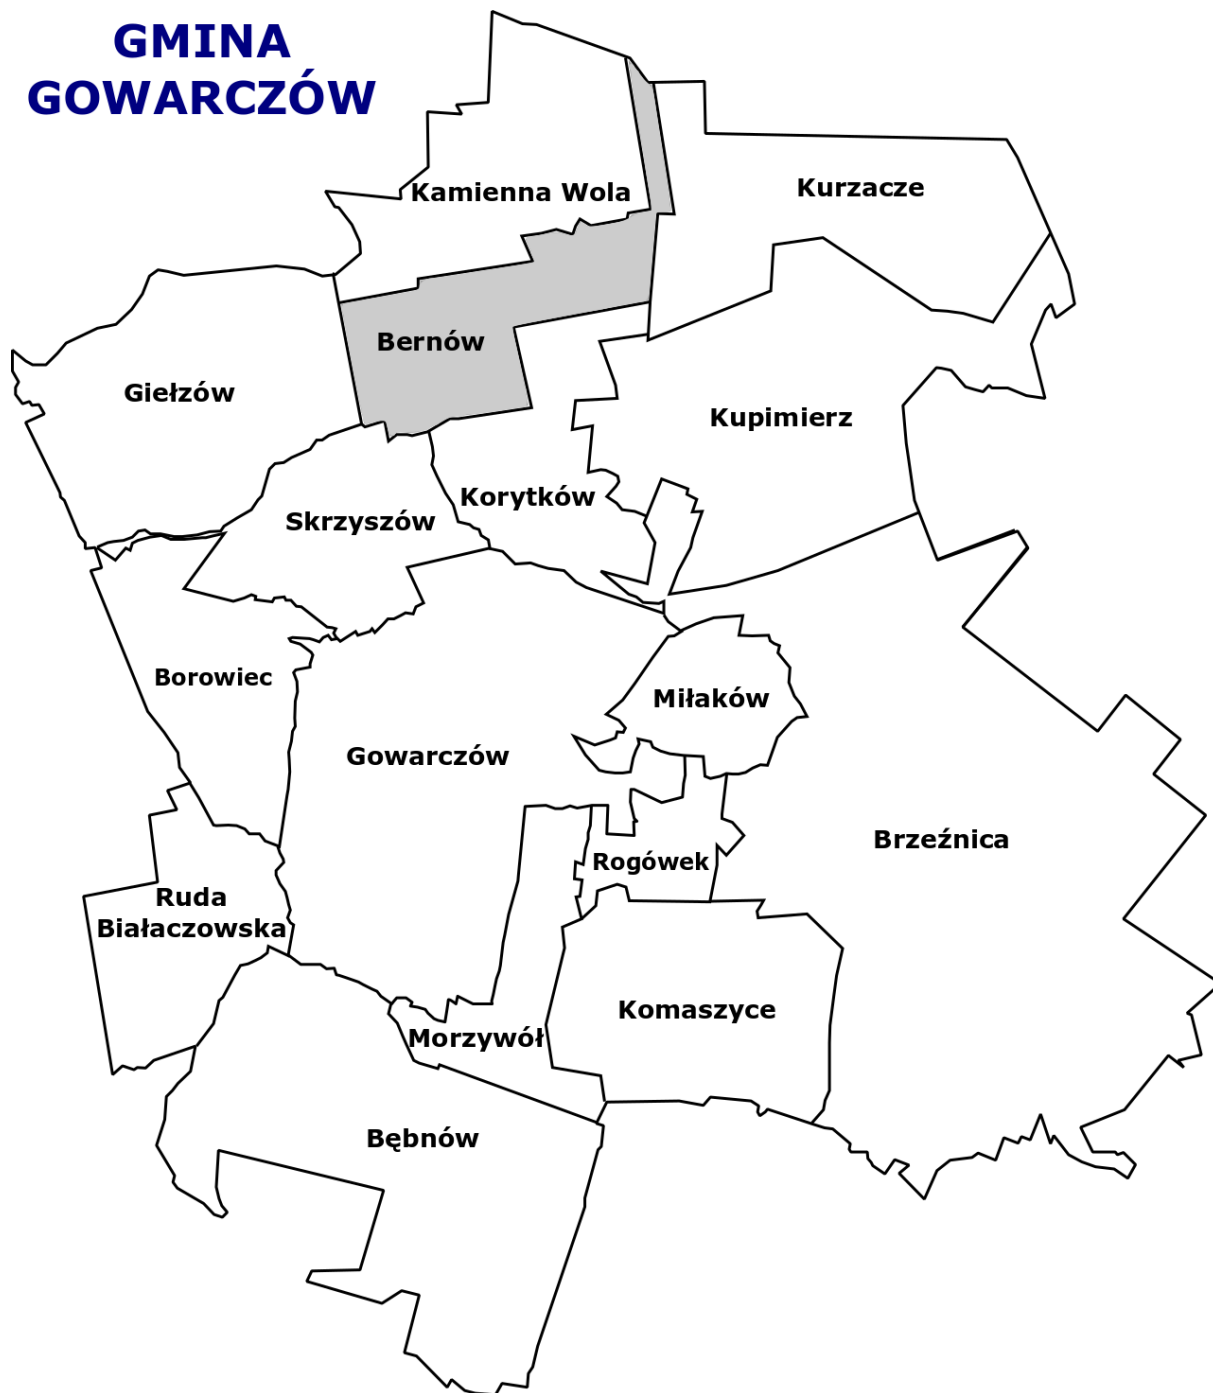 GMINA
GOWARCZÓW
Kamienna Wola
Kurzacze
Bernów
Giełzów
Kupimierz
Korytków
Skrzyszów
Borowiec
Miłaków
Gowarczów
Brzeźnica
Rogówek
Ruda
Białaczowska
Komaszyce
Morzywół
Bębnów